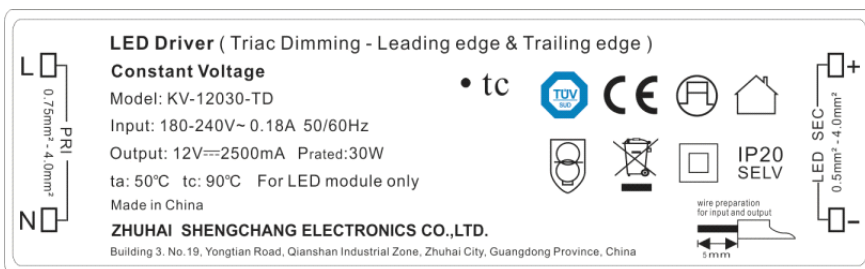 LED Driver ( Triac Dimming - Leading edge & Trailing edge )
Constant Voltage
Model: KV-12030-TD
Input: 180-240V~ 0.18A 50/60Hz
Output: 12V⎓2500mA Prated:30W
ta: 50℃ tc: 90℃ For LED module only
Made in China
ZHUHAI SHENGCHANG ELECTRONICS CO.,LTD.
Building 3. No.19, Yongtian Road, Qianshan Industrial Zone, Zhuhai City, Guangdong Province, China
L
N
PRI
0.75mm² - 4.0mm²
• tc
TÜV
SÜD
CE
IP20
SELV
wire preparation
for input and output
5mm
+
-
LED SEC
0.5mm² - 4.0mm²